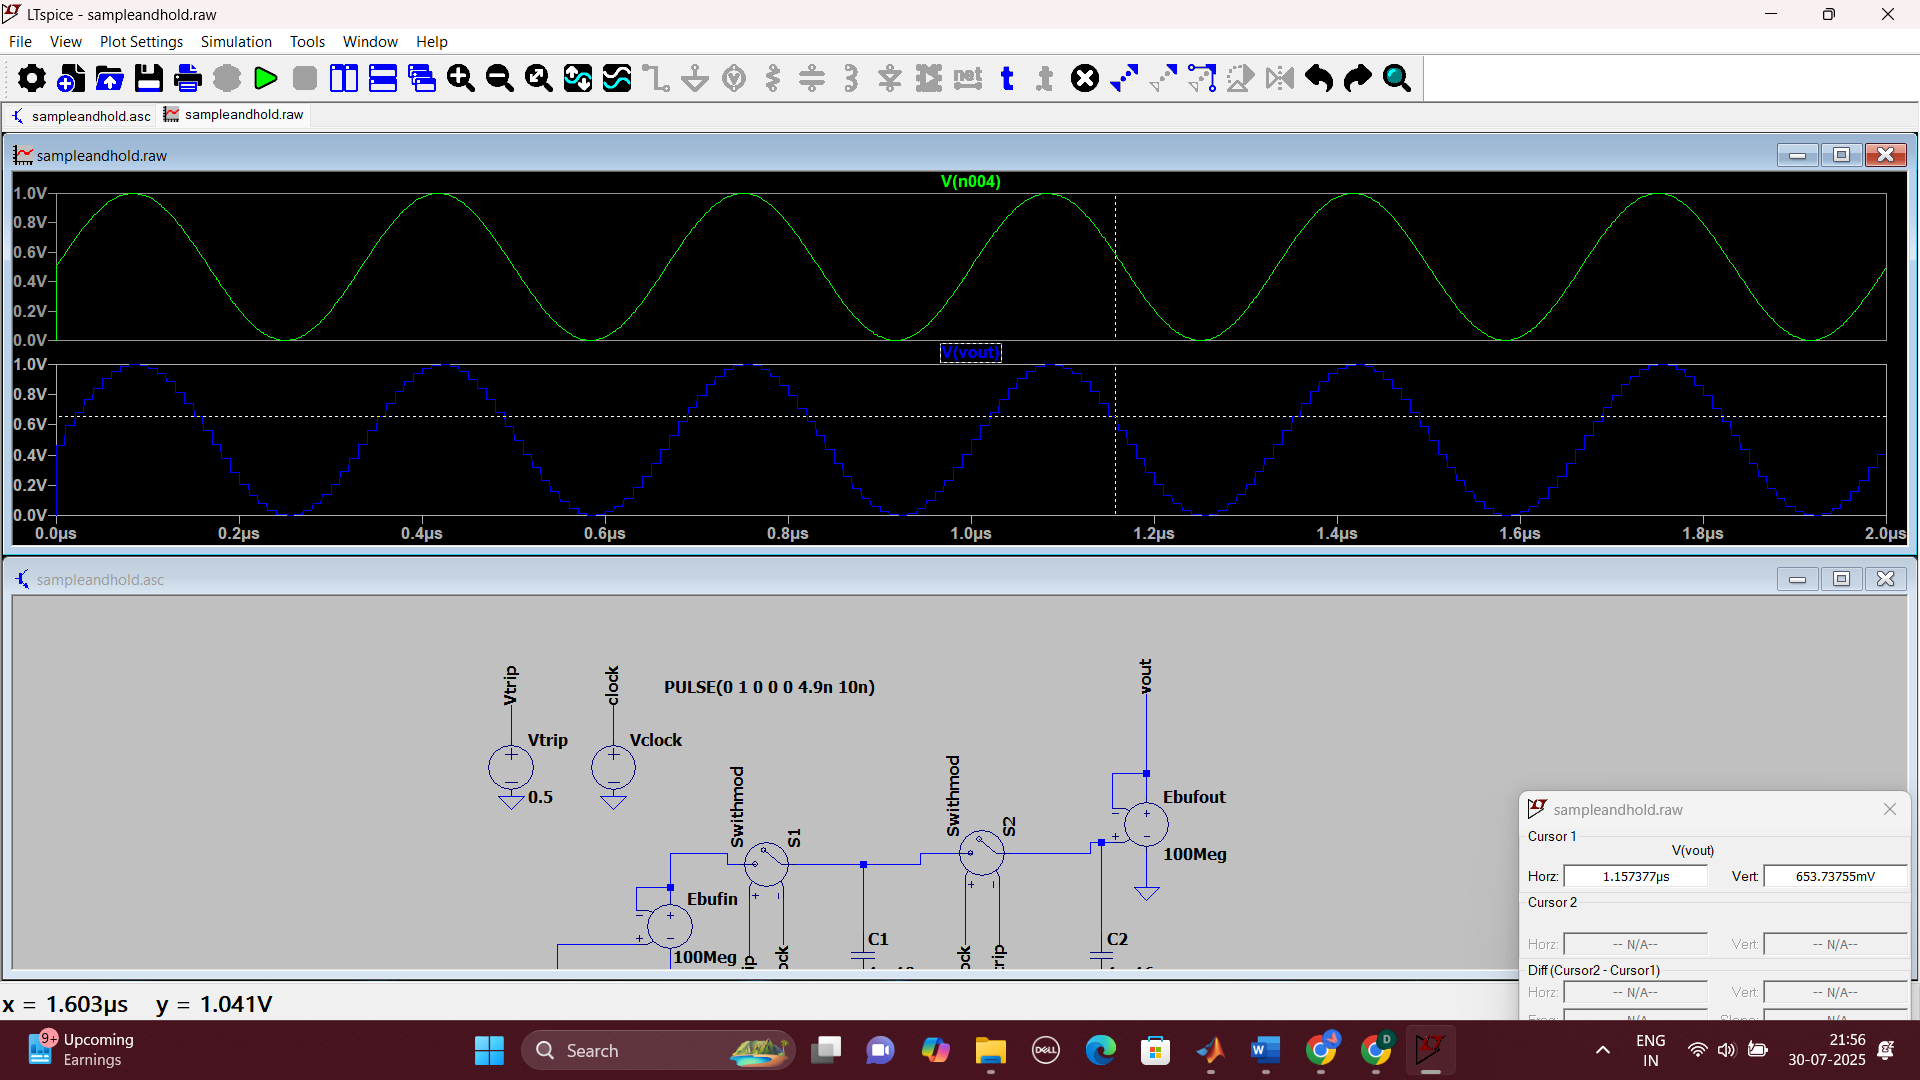 LTspice - sampleandhold.raw
File View Plot Settings Simulation Tools Window Help
net t t
sampleandhold.asc sampleandhold.raw
sampleandhold.raw
V(n004)
1.0V
0.8V
0.6V
0.4V
0.2V
0.0V
V(vout)
1.0V
0.8V
0.6V
0.4V
0.2V
0.0V
0.0µs 0.2µs 0.4µs 0.6µs 0.8µs 1.0µs 1.2µs 1.4µs 1.6µs 1.8µs 2.0µs
sampleandhold.asc
Vtrip
clock
PULSE(0 1 0 0 0 4.9n 10n)
vout
Vtrip
Vclock
0.5
Swithmod
S1
Swithmod
S2
Ebufout
100Meg
Ebufin
100Meg
C1
C2
sampleandhold.raw
Cursor 1
V(vout)
Horz: 1.157377µs Vert: 653.73755mV
Cursor 2
Horz: -- N/A-- Vert: -- N/A--
Diff (Cursor2 - Cursor1)
Horz: -- N/A-- Vert: -- N/A--
x = 1.603µs y = 1.041V
9+ Upcoming
Earnings
Search
DELL
D
ENG
IN
21:56
30-07-2025